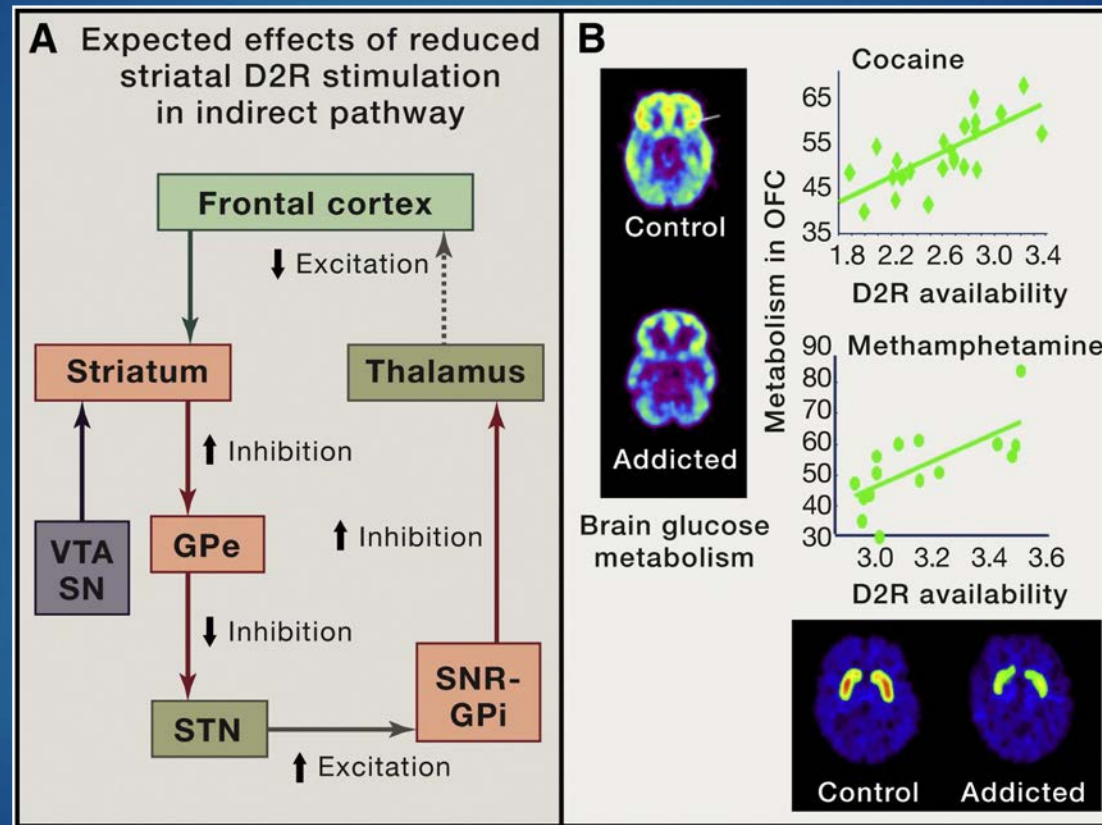 A Expected effects of reduced
striatal D2R stimulation
in indirect pathway
Frontal cortex
⬇ Excitation
Striatum
Thalamus
⬆ Inhibition
VTA
SN
GPe
⬆ Inhibition
⬇ Inhibition
STN
SNR-
GPi
⬆ Excitation
B
Control
Addicted
Brain glucose
metabolism
Metabolism in OFC
Cocaine
65
55
45
35
1.8 2.2 2.6 3.0 3.4
D2R availability
Methamphetamine
90
80
70
60
50
40
30
3.0 3.2 3.4 3.6
D2R availability
Control Addicted